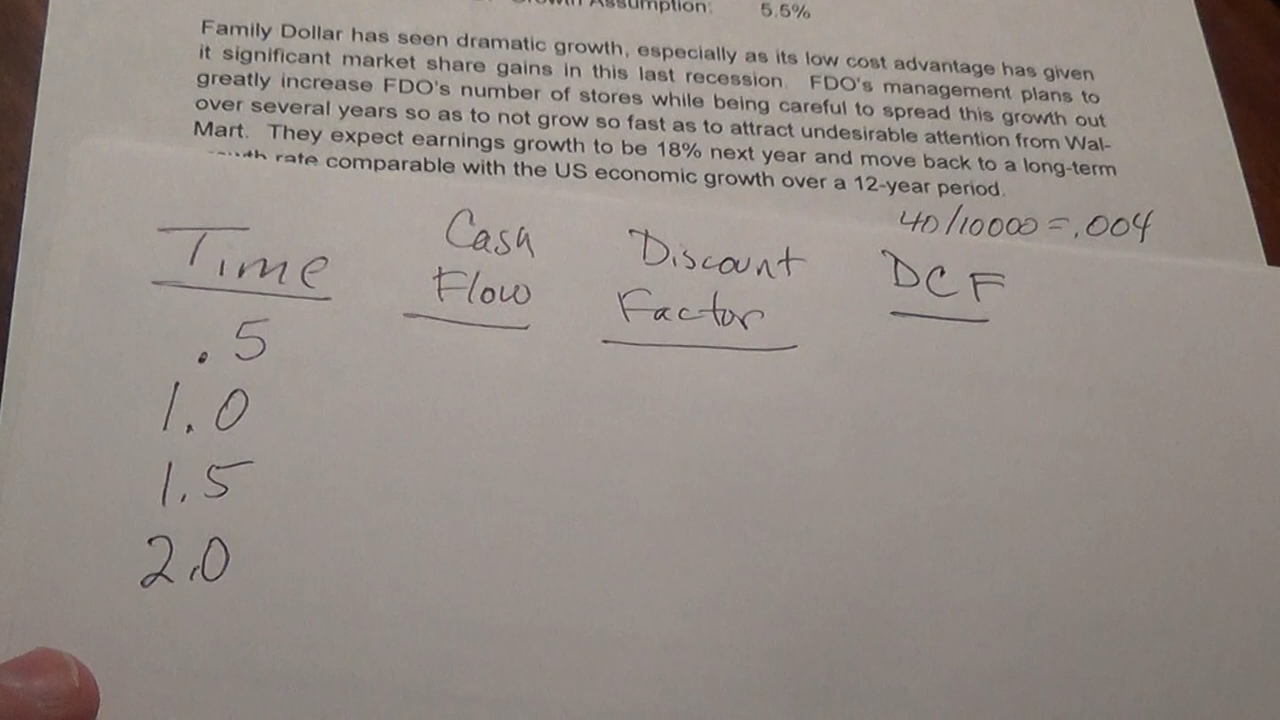 Assumption: 5.5%
Family Dollar has seen dramatic growth, especially as its low cost advantage has given
it significant market share gains in this last recession. FDO's management plans to
greatly increase FDO's number of stores while being careful to spread this growth out
over several years so as to not grow so fast as to attract undesirable attention from Wal-
Mart. They expect earnings growth to be 18% next year and move back to a long-term
rate comparable with the US economic growth over a 12-year period.
40/10000 = .004
Time Cash Flow Discount Factor DCF
.5
1.0
1.5
2.0